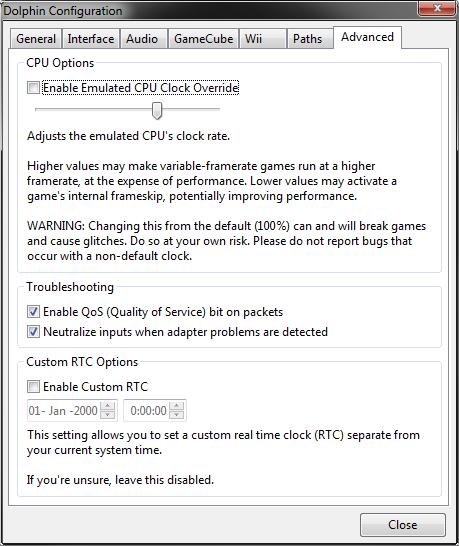 Dolphin Configuration
General Interface Audio GameCube Wii Paths Advanced
CPU Options
Enable Emulated CPU Clock Override
Adjusts the emulated CPU's clock rate.
Higher values may make variable-framerate games run at a higher
framerate, at the expense of performance. Lower values may activate a
game's internal frameskip, potentially improving performance.
WARNING: Changing this from the default (100%) can and will break games
and cause glitches. Do so at your own risk. Please do not report bugs that
occur with a non-default clock.
Troubleshooting
Enable QoS (Quality of Service) bit on packets
Neutralize inputs when adapter problems are detected
Custom RTC Options
Enable Custom RTC
01- Jan -2000 0:00:00
This setting allows you to set a custom real time clock (RTC) separate from
your current system time.
If you're unsure, leave this disabled.
Close